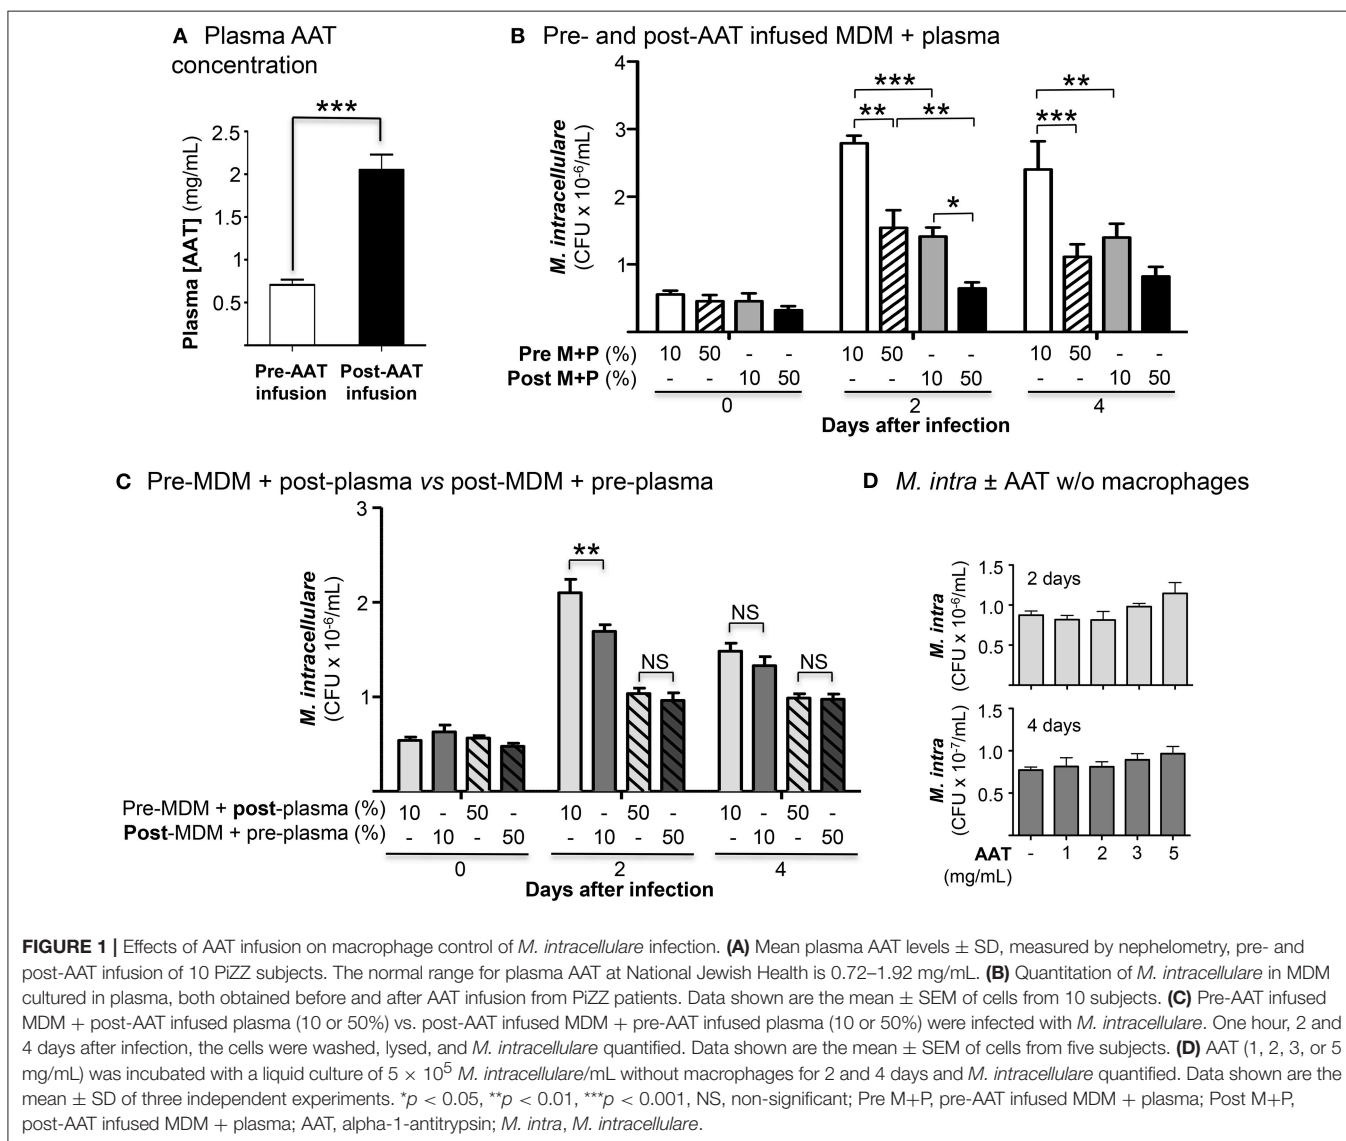 A Plasma AAT
concentration
***
Plasma [AAT] (mg/mL)
2.5
2
1.5
1
0.5
Pre-AAT Post-AAT
infusion infusion
B Pre- and post-AAT infused MDM + plasma
M. intracellulare
(CFU x 10-6/mL)
4
3
2
1
*** **
** ** ***
*
Pre M+P (%) 10 50 - - 10 50 - - 10 50 - -
Post M+P (%) - - 10 50 - - 10 50 - - 10 50
0 2 4
Days after infection
C Pre-MDM + post-plasma vs post-MDM + pre-plasma
M. intracellulare
(CFU x 10-6/mL)
3
2
1
**
NS NS NS
Pre-MDM + post-plasma (%) 10 - 50 - 10 - 50 - 10 - 50 -
Post-MDM + pre-plasma (%) - 10 - 50 - 10 - 50 - 10 - 50
0 2 4
Days after infection
D M. intra ± AAT w/o macrophages
M. intra
(CFU x 10-6/mL)
1.5
1.0
0.5
2 days
M. intra
(CFU x 10-7/mL)
1.5
1.0
0.5
4 days
AAT - 1 2 3 5
(mg/mL)
FIGURE 1 | Effects of AAT infusion on macrophage control of M. intracellulare infection. (A) Mean plasma AAT levels ± SD, measured by nephelometry, pre- and
post-AAT infusion of 10 PiZZ subjects. The normal range for plasma AAT at National Jewish Health is 0.72–1.92 mg/mL. (B) Quantitation of M. intracellulare in MDM
cultured in plasma, both obtained before and after AAT infusion from PiZZ patients. Data shown are the mean ± SEM of cells from 10 subjects. (C) Pre-AAT infused
MDM + post-AAT infused plasma (10 or 50%) vs. post-AAT infused MDM + pre-AAT infused plasma (10 or 50%) were infected with M. intracellulare. One hour, 2 and
4 days after infection, the cells were washed, lysed, and M. intracellulare quantified. Data shown are the mean ± SEM of cells from five subjects. (D) AAT (1, 2, 3, or 5
mg/mL) was incubated with a liquid culture of 5 × 10^5 M. intracellulare/mL without macrophages for 2 and 4 days and M. intracellulare quantified. Data shown are the
mean ± SD of three independent experiments. *p < 0.05, **p < 0.01, ***p < 0.001, NS, non-significant; Pre M+P, pre-AAT infused MDM + plasma; Post M+P,
post-AAT infused MDM + plasma; AAT, alpha-1-antitrypsin; M. intra, M. intracellulare.